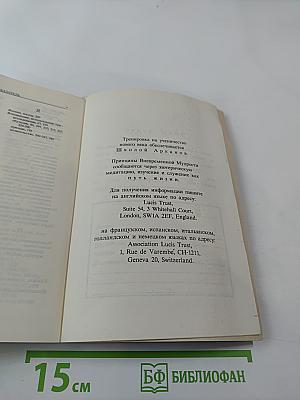 Тренировка на ученичество
нового века обеспечивается
Школой Арканов.
Принципы Вневременной Мудрости
сообщаются через эзотерическую
медитацию, изучение и служение как
путь жизни.
Для получения информации пишите
на английском языке по адресу:
Lucis Trust,
Suite 54, 3 Whitehall Court,
London, SW1A 2EF, England.
на французском, испанском, итальянском,
голландском и немецком языках по адресу:
Association Lucis Trust,
1, Rue de Varembé, CH-1211,
Geneva 20, Switzerland.
15 см
БФ БИБЛИОФАН